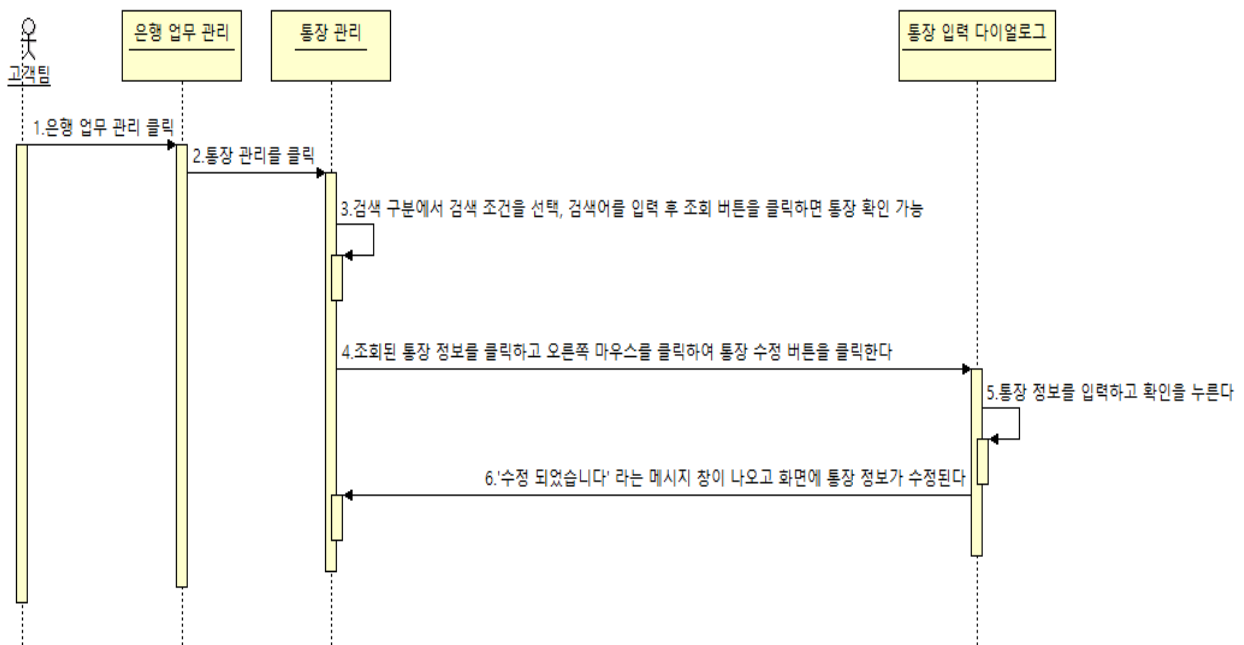 은행 업무 관리
통장 관리
통장 입력 다이얼로그
고객팀
1.은행 업무 관리 클릭
2.통장 관리를 클릭
3.검색 구분에서 검색 조건을 선택, 검색어를 입력 후 조회 버튼을 클릭하면 통장 확인 가능
4.조회된 통장 정보를 클릭하고 오른쪽 마우스를 클릭하여 통장 수정 버튼을 클릭한다
5.통장 정보를 입력하고 확인을 누른다
6.'수정 되었습니다' 라는 메시지 창이 나오고 화면에 통장 정보가 수정된다